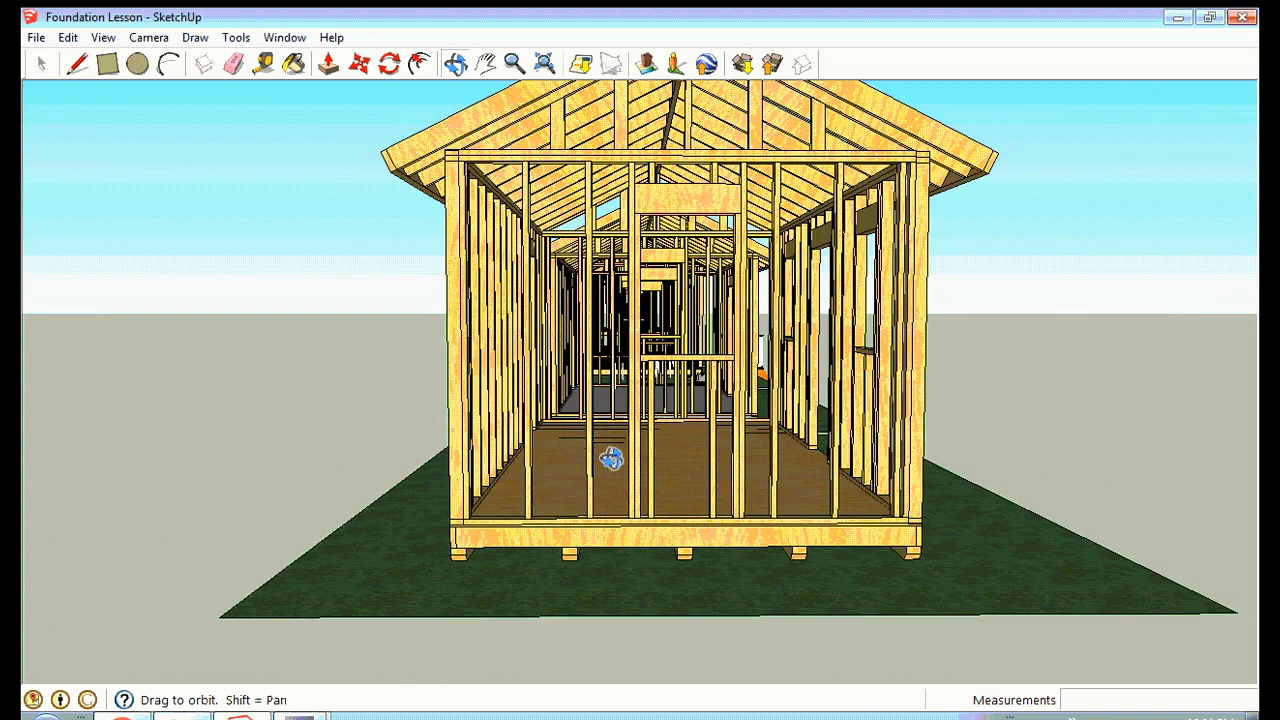 Foundation Lesson - SketchUp
File Edit View Camera Draw Tools Window Help
Drag to orbit. Shift = Pan
Measurements